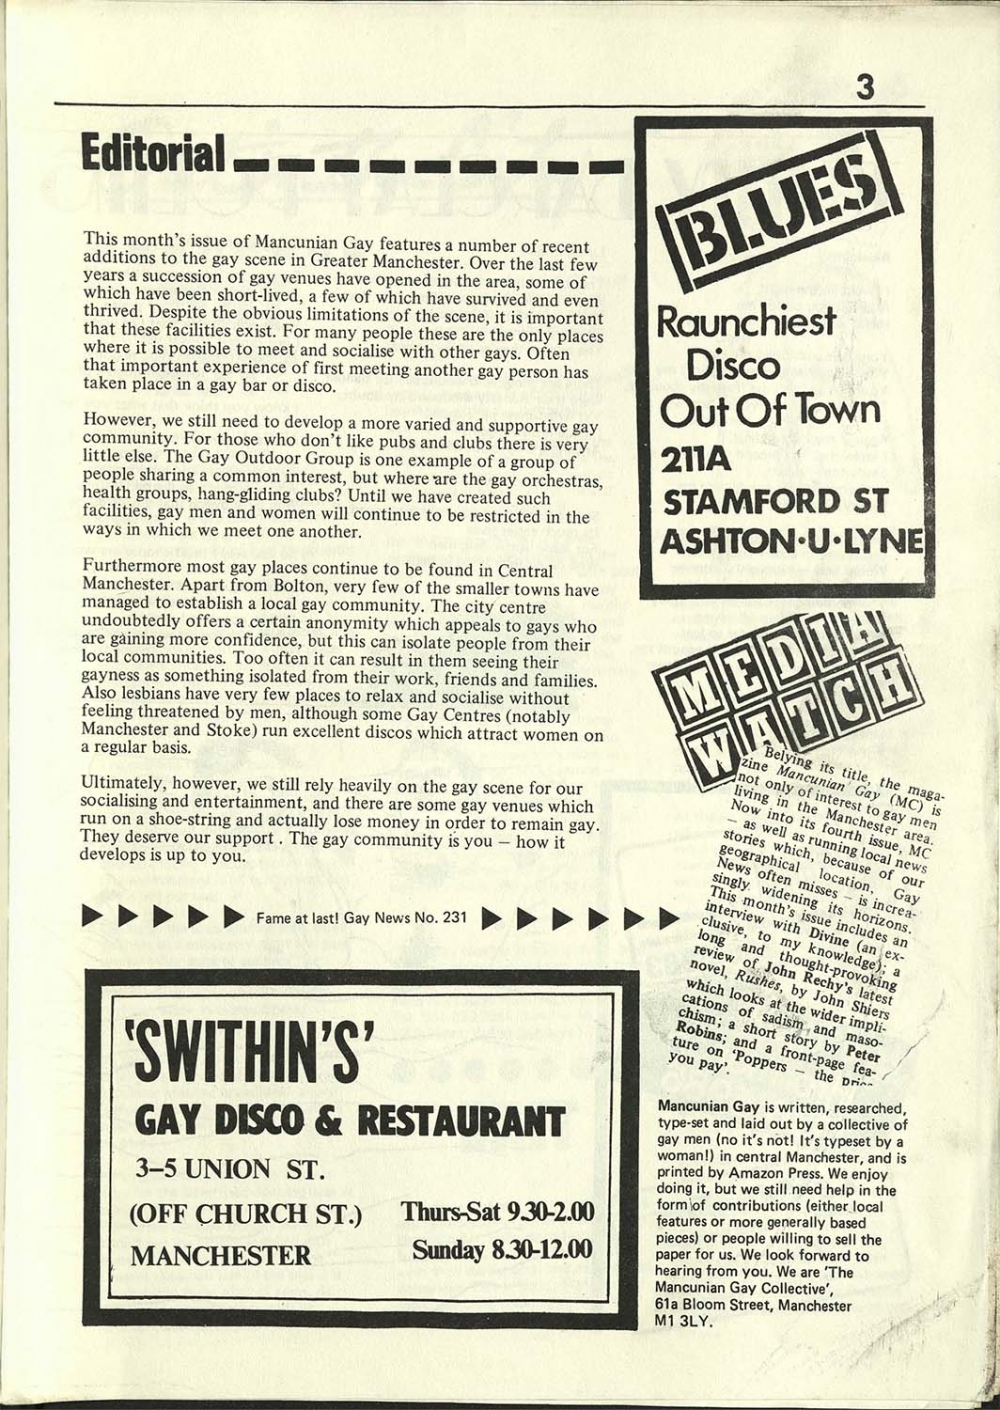 3
Editorial
This month's issue of Mancunian Gay features a number of recent
additions to the gay scene in Greater Manchester. Over the last few
years a succession of gay venues have opened in the area, some of
which have been short-lived, a few of which have survived and even
thrived. Despite the obvious limitations of the scene, it is important
that these facilities exist. For many people these are the only places
where it is possible to meet and socialise with other gays. Often
that important experience of first meeting another gay person has
taken place in a gay bar or disco.
However, we still need to develop a more varied and supportive gay
community. For those who don't like pubs and clubs there is very
little else. The Gay Outdoor Group is one example of a group of
people sharing a common interest, but where are the gay orchestras,
health groups, hang-gliding clubs? Until we have created such
facilities, gay men and women will continue to be restricted in the
ways in which we meet one another.
Furthermore most gay places continue to be found in Central
Manchester. Apart from Bolton, very few of the smaller towns have
managed to establish a local gay community. The city centre
undoubtedly offers a certain anonymity which appeals to gays who
are gaining more confidence, but this can isolate people from their
local communities. Too often it can result in them seeing their
gayness as something isolated from their work, friends and families.
Also lesbians have very few places to relax and socialise without
feeling threatened by men, although some Gay Centres (notably
Manchester and Stoke) run excellent discos which attract women on
a regular basis.
Ultimately, however, we still rely heavily on the gay scene for our
socialising and entertainment, and there are some gay venues which
run on a shoe-string and actually lose money in order to remain gay.
They deserve our support . The gay community is you — how it
develops is up to you.
Fame at last! Gay News No. 231
'SWITHIN'S'
GAY DISCO & RESTAURANT
3–5 UNION ST.
(OFF CHURCH ST.) Thurs-Sat 9.30-2.00
MANCHESTER Sunday 8.30-12.00
BLUES
Raunchiest
Disco
Out Of Town
211A
STAMFORD ST
ASHTON·U·LYNE
MEDIA
WATCH
Belying its title, the maga-
zine Mancunian Gay (MC) is
not only of interest to gay men
living in the Manchester area.
Now into its fourth issue, MC
– as well as running local news
stories which, because of our
geographical location, Gay
News often misses – is increa-
singly widening its horizons.
This month's issue includes an
interview with Divine (an ex-
clusive, to my knowledge); a
long and thought-provoking
review of John Rechy's latest
novel, Rushes, by John Shiers
which looks at the wider impli-
cations of sadism and maso-
chism; a short story by Peter
Robins; and a front-page fea-
ture on 'Poppers – the price
you pay'.
Mancunian Gay is written, researched,
type-set and laid out by a collective of
gay men (no it's not! It's typeset by a
woman!) in central Manchester, and is
printed by Amazon Press. We enjoy
doing it, but we still need help in the
form of contributions (either local
features or more generally based
pieces) or people willing to sell the
paper for us. We look forward to
hearing from you. We are 'The
Mancunian Gay Collective',
61a Bloom Street, Manchester
M1 3LY.